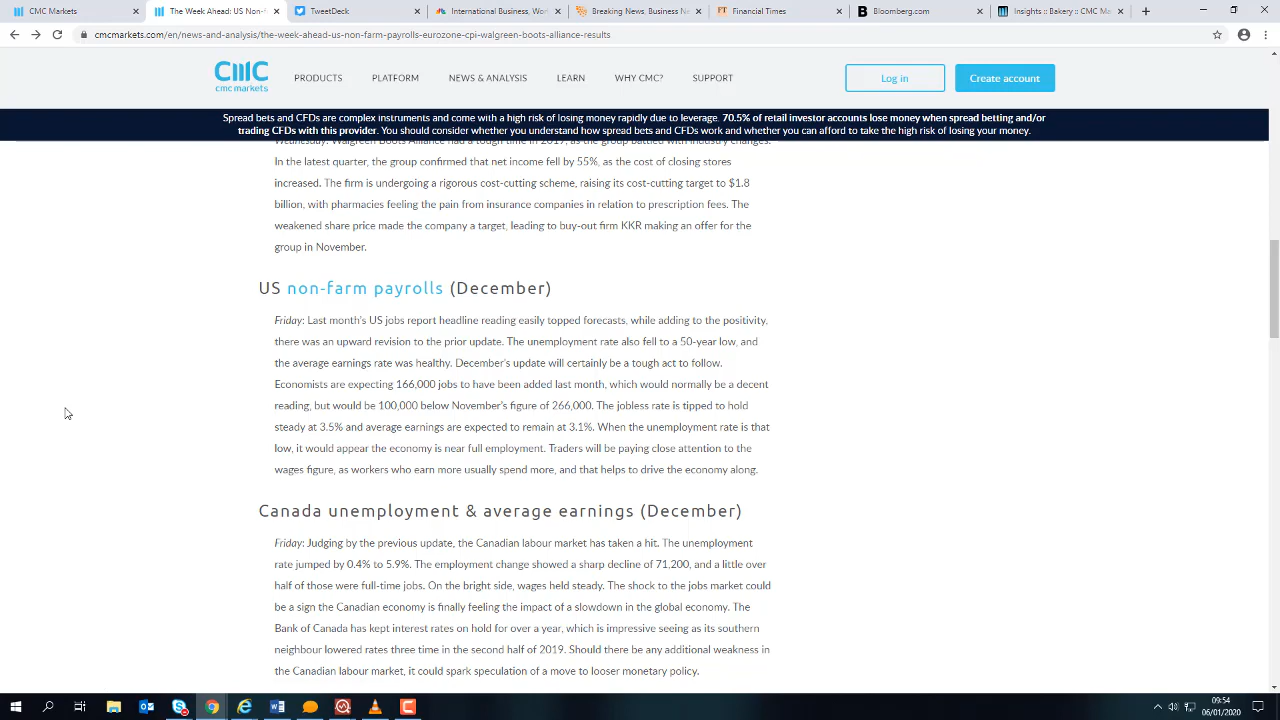 CMC Markets
The Week Ahead: US Non-F
TweetDeck
International Business, Worl
Breaking News, Business Ne
FT Financial Times
B Bloomberg.com
Insights :: Bakery :: CMC Ma
cmcmarkets.com/en/news-and-analysis/the-week-ahead-us-non-farm-payrolls-eurozone-cpi-walgreen-boots-alliance-results
cmc markets
PRODUCTS PLATFORM NEWS & ANALYSIS LEARN WHY CMC? SUPPORT
Log in
Create account
Spread bets and CFDs are complex instruments and come with a high risk of losing money rapidly due to leverage. 70.5% of retail investor accounts lose money when spread betting and/or
trading CFDs with this provider. You should consider whether you understand how spread bets and CFDs work and whether you can afford to take the high risk of losing your money.
Wednesday: Walgreen Boots Alliance had a tough time in 2019, as the group battled with industry changes.
In the latest quarter, the group confirmed that net income fell by 55%, as the cost of closing stores
increased. The firm is undergoing a rigorous cost-cutting scheme, raising its cost-cutting target to $1.8
billion, with pharmacies feeling the pain from insurance companies in relation to prescription fees. The
weakened share price made the company a target, leading to buy-out firm KKR making an offer for the
group in November.
US non-farm payrolls (December)
Friday: Last month's US jobs report headline reading easily topped forecasts, while adding to the positivity,
there was an upward revision to the prior update. The unemployment rate also fell to a 50-year low, and
the average earnings rate was healthy. December's update will certainly be a tough act to follow.
Economists are expecting 166,000 jobs to have been added last month, which would normally be a decent
reading, but would be 100,000 below November's figure of 266,000. The jobless rate is tipped to hold
steady at 3.5% and average earnings are expected to remain at 3.1%. When the unemployment rate is that
low, it would appear the economy is near full employment. Traders will be paying close attention to the
wages figure, as workers who earn more usually spend more, and that helps to drive the economy along.
Canada unemployment & average earnings (December)
Friday: Judging by the previous update, the Canadian labour market has taken a hit. The unemployment
rate jumped by 0.4% to 5.9%. The employment change showed a sharp decline of 71,200, and a little over
half of those were full-time jobs. On the bright side, wages held steady. The shock to the jobs market could
be a sign the Canadian economy is finally feeling the impact of a slowdown in the global economy. The
Bank of Canada has kept interest rates on hold for over a year, which is impressive seeing as its southern
neighbour lowered rates three time in the second half of 2019. Should there be any additional weakness in
the Canadian labour market, it could spark speculation of a move to looser monetary policy.
09:54
06/01/2020